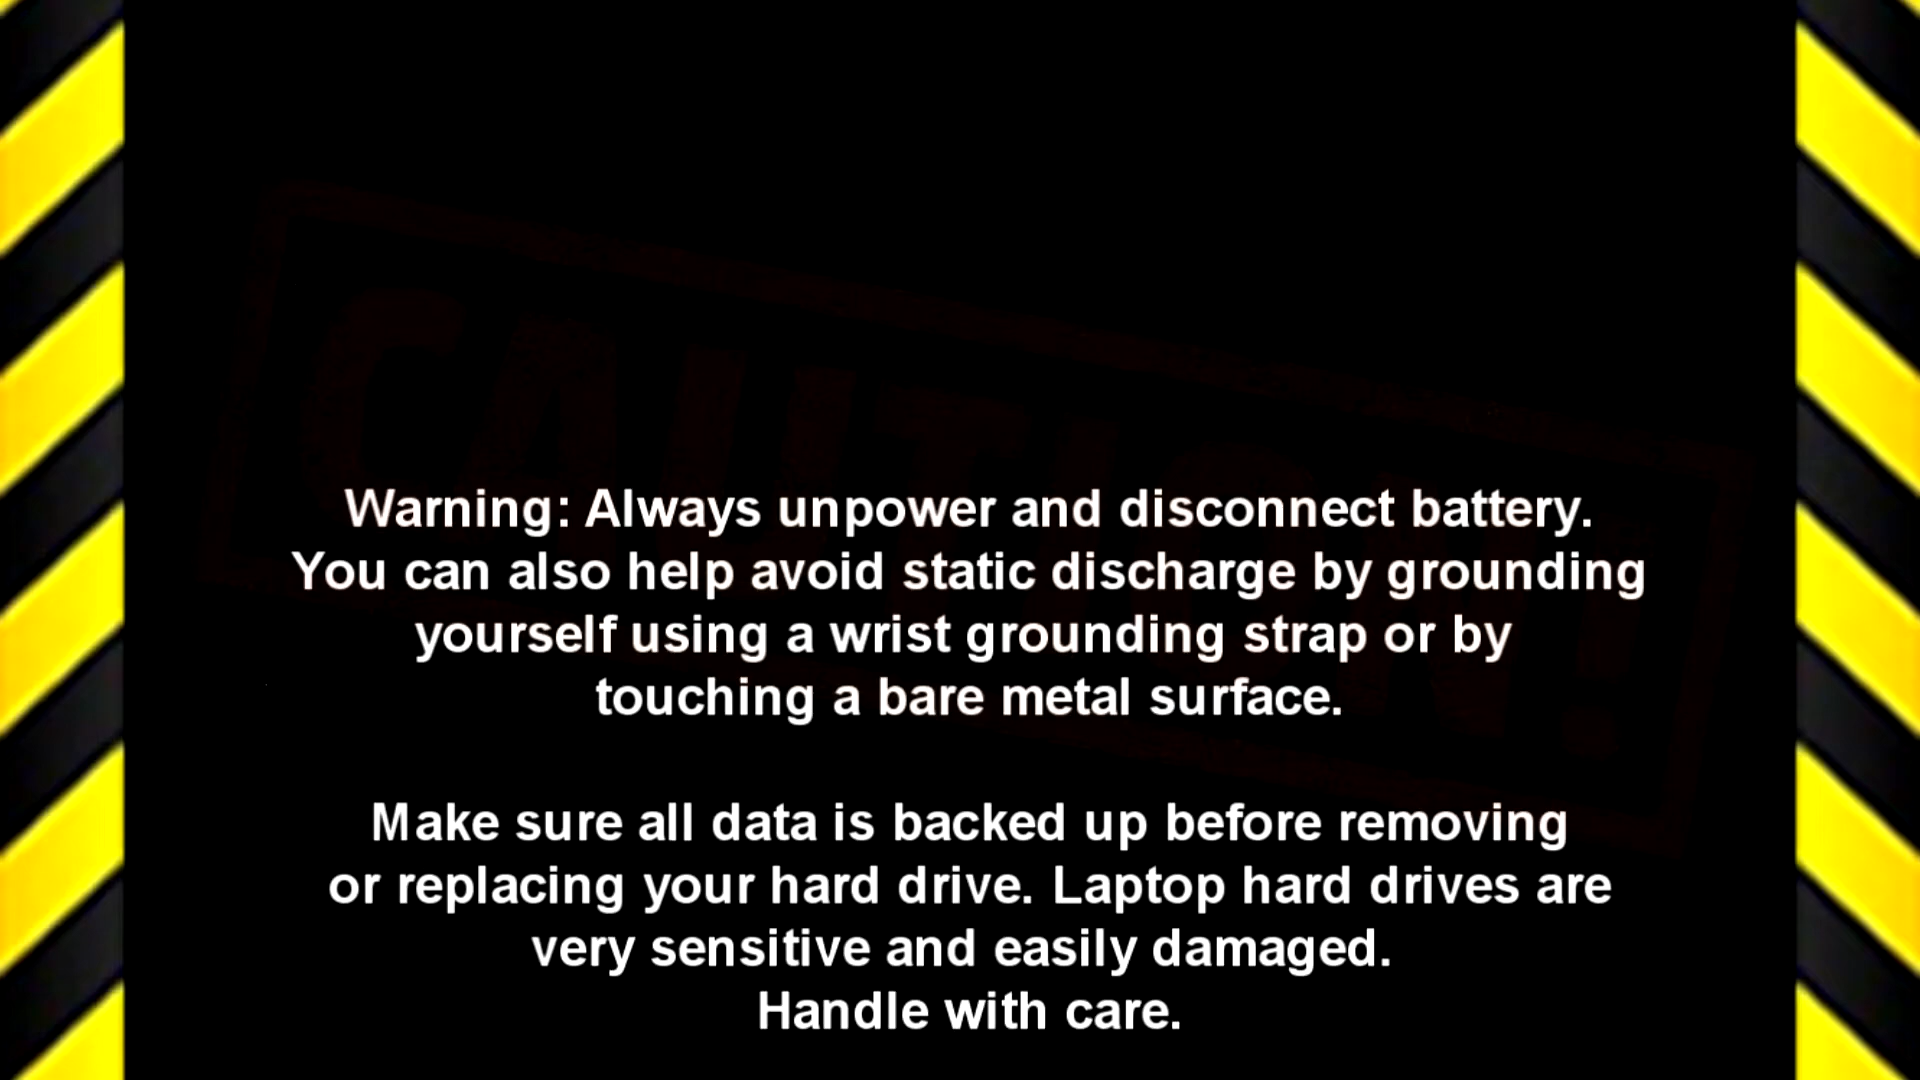 CAUTION!
Warning: Always unpower and disconnect battery.
You can also help avoid static discharge by grounding
yourself using a wrist grounding strap or by
touching a bare metal surface.
Make sure all data is backed up before removing
or replacing your hard drive. Laptop hard drives are
very sensitive and easily damaged.
Handle with care.